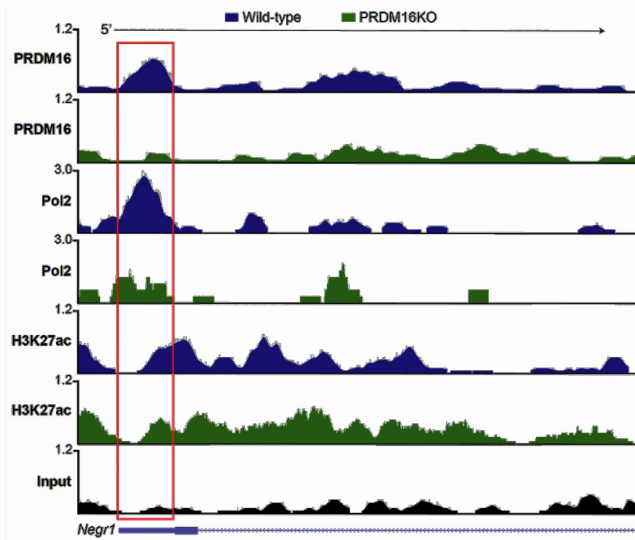 Wild-type PRDM16KO
1.2 5'
PRDM16
1.2
PRDM16
3.0
Pol2
3.0
Pol2
1.2
H3K27ac
1.2
H3K27ac
1.2
Input
Negr1